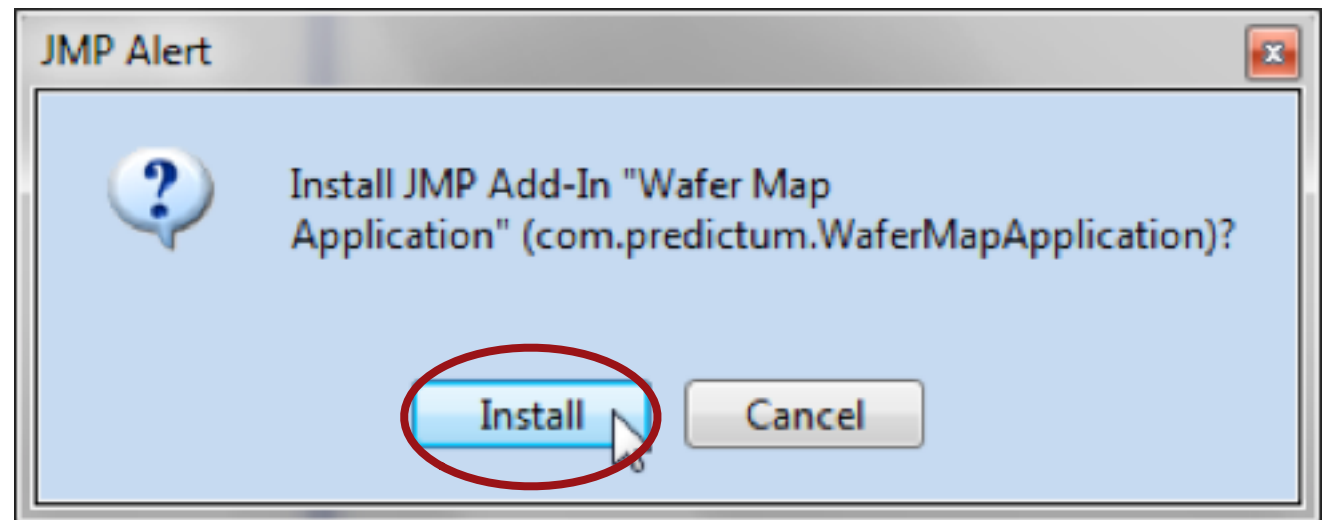 JMP Alert
Install JMP Add-In "Wafer Map
Application" (com.predictum.WaferMapApplication)?
Install
Cancel